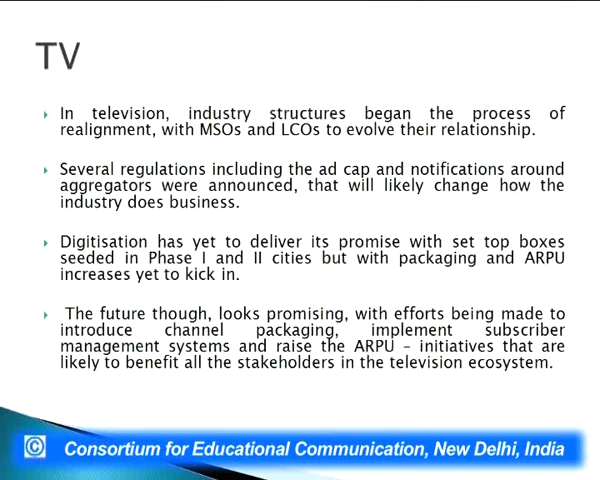 TV
In television, industry structures began the process of
realignment, with MSOs and LCOs to evolve their relationship.
Several regulations including the ad cap and notifications around
aggregators were announced, that will likely change how the
industry does business.
Digitisation has yet to deliver its promise with set top boxes
seeded in Phase I and II cities but with packaging and ARPU
increases yet to kick in.
The future though, looks promising, with efforts being made to
introduce channel packaging, implement subscriber
management systems and raise the ARPU – initiatives that are
likely to benefit all the stakeholders in the television ecosystem.
© Consortium for Educational Communication, New Delhi, India